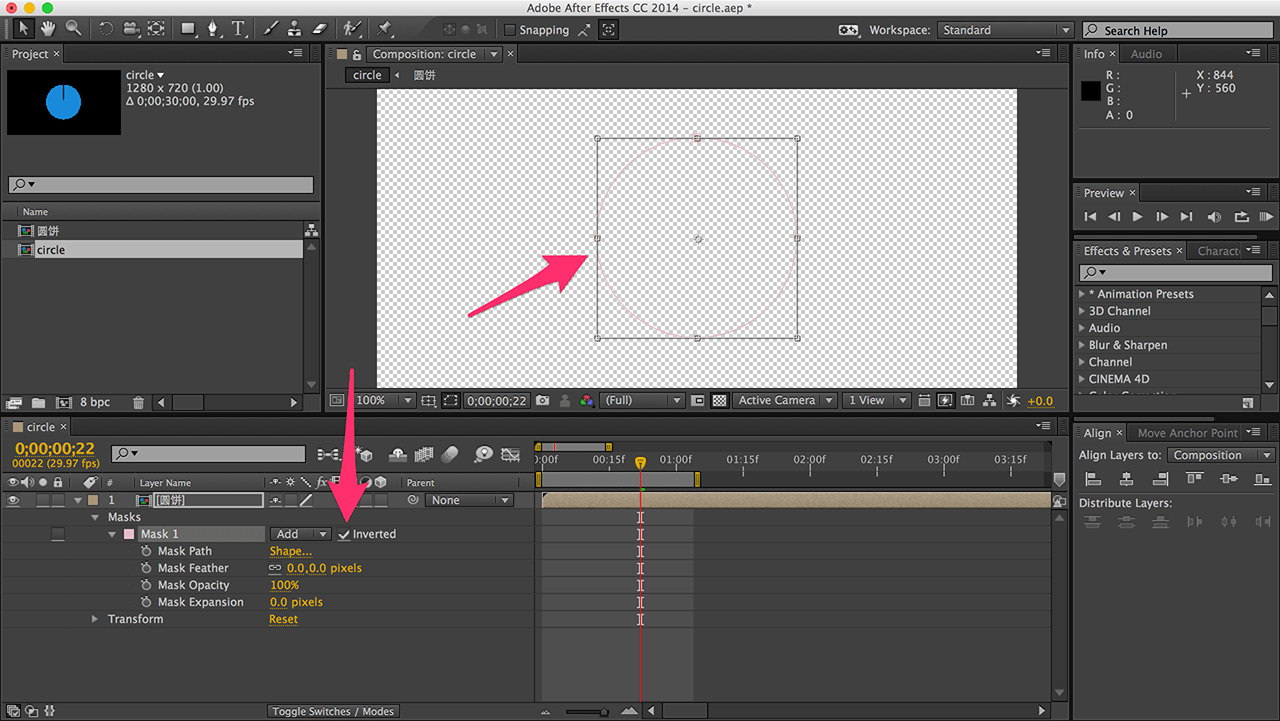 Adobe After Effects CC 2014 – circle.aep *
Snapping
Workspace: Standard
Search Help
Project ×
Composition: circle ×
Info × Audio
circle
1280 x 720 (1.00)
Δ 0;00;30;00, 29.97 fps
circle 圆饼
R :
G :
B :
A : 0
X : 844
Y : 560
Preview ×
Name
圆饼
circle
Effects & Presets × Charact
* Animation Presets
3D Channel
Audio
Blur & Sharpen
Channel
CINEMA 4D
8 bpc
100%
0;00;00;22
(Full)
Active Camera
1 View
+0.0
circle ×
Align × Move Anchor Point
0;00;00;22
00022 (29.97 fps)
Align Layers to: Composition
:00f 00:15f 01:00f 01:15f 02:00f 02:15f 03:00f 03:15f
# Layer Name fx Parent
1 [圆饼] None
Distribute Layers:
Masks
Mask 1 Add Inverted
Mask Path Shape...
Mask Feather 0.0,0.0 pixels
Mask Opacity 100%
Mask Expansion 0.0 pixels
Transform Reset
Toggle Switches / Modes